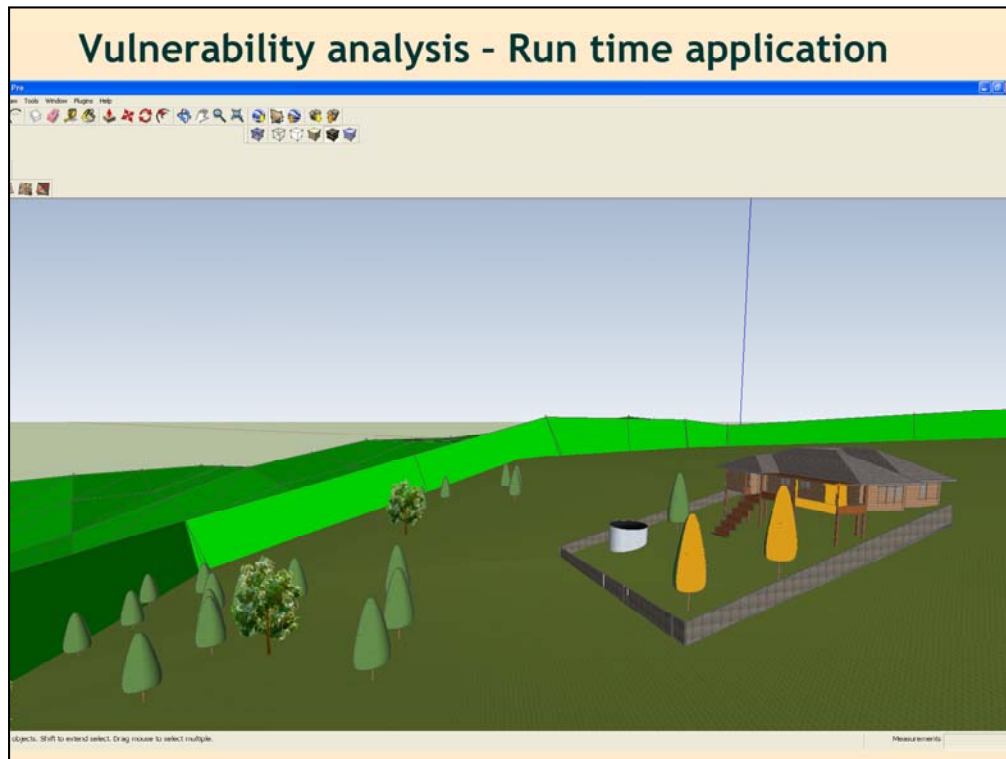 Vulnerability analysis - Run time application
Pro
Tools Window Plugins Help
objects. Shift to extend select. Drag mouse to select multiple.
Measurements